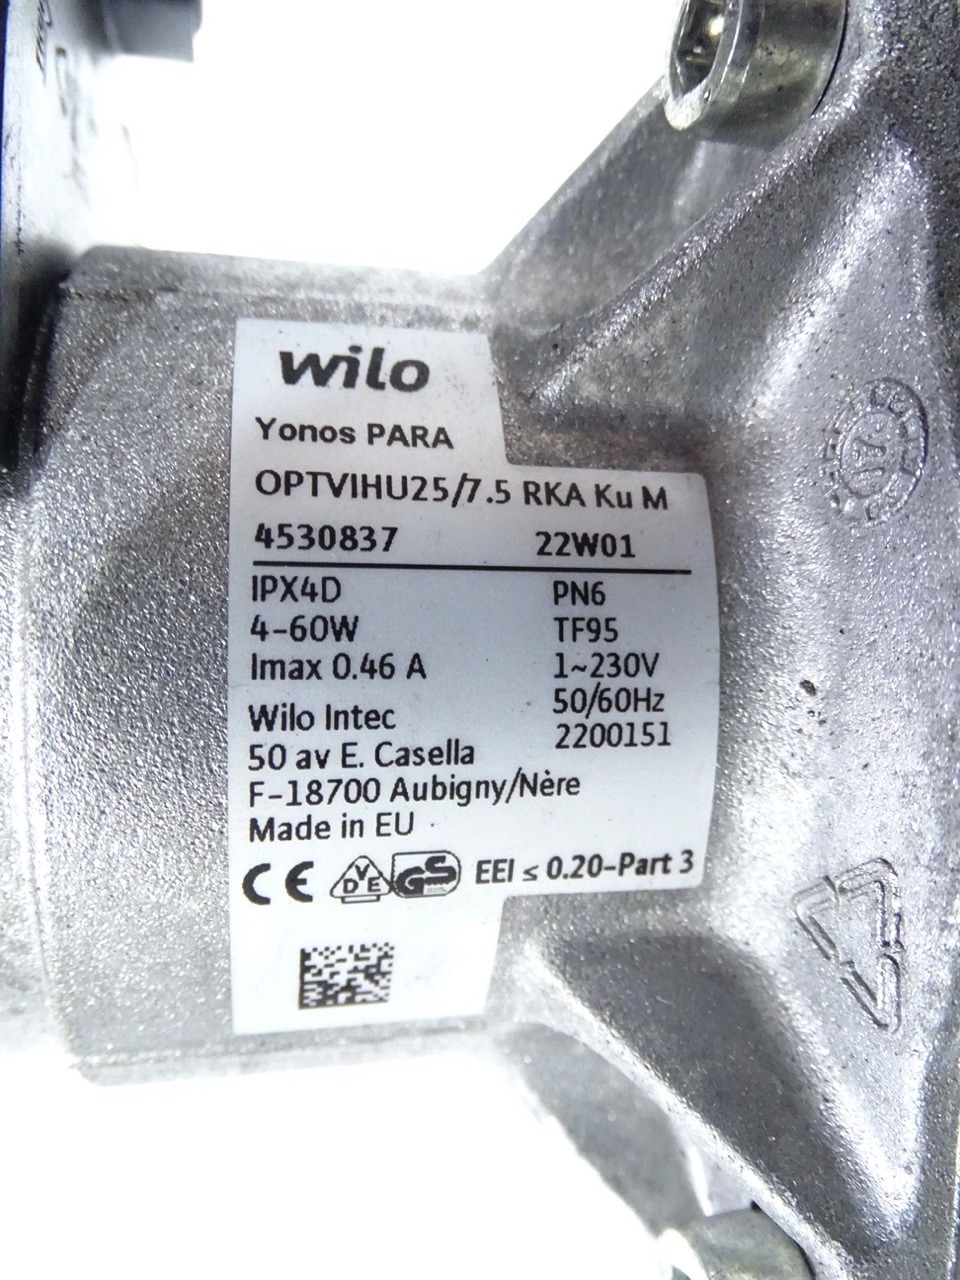 wilo
Yonos PARA
OPTVIHU25/7.5 RKA Ku M
4530837 22W01
IPX4D PN6
4-60W TF95
Imax 0.46 A 1~230V
50/60Hz
Wilo Intec 2200151
50 av E. Casella
F-18700 Aubigny/Nère
Made in EU
CE VDE GS EEI ≤ 0.20-Part 3